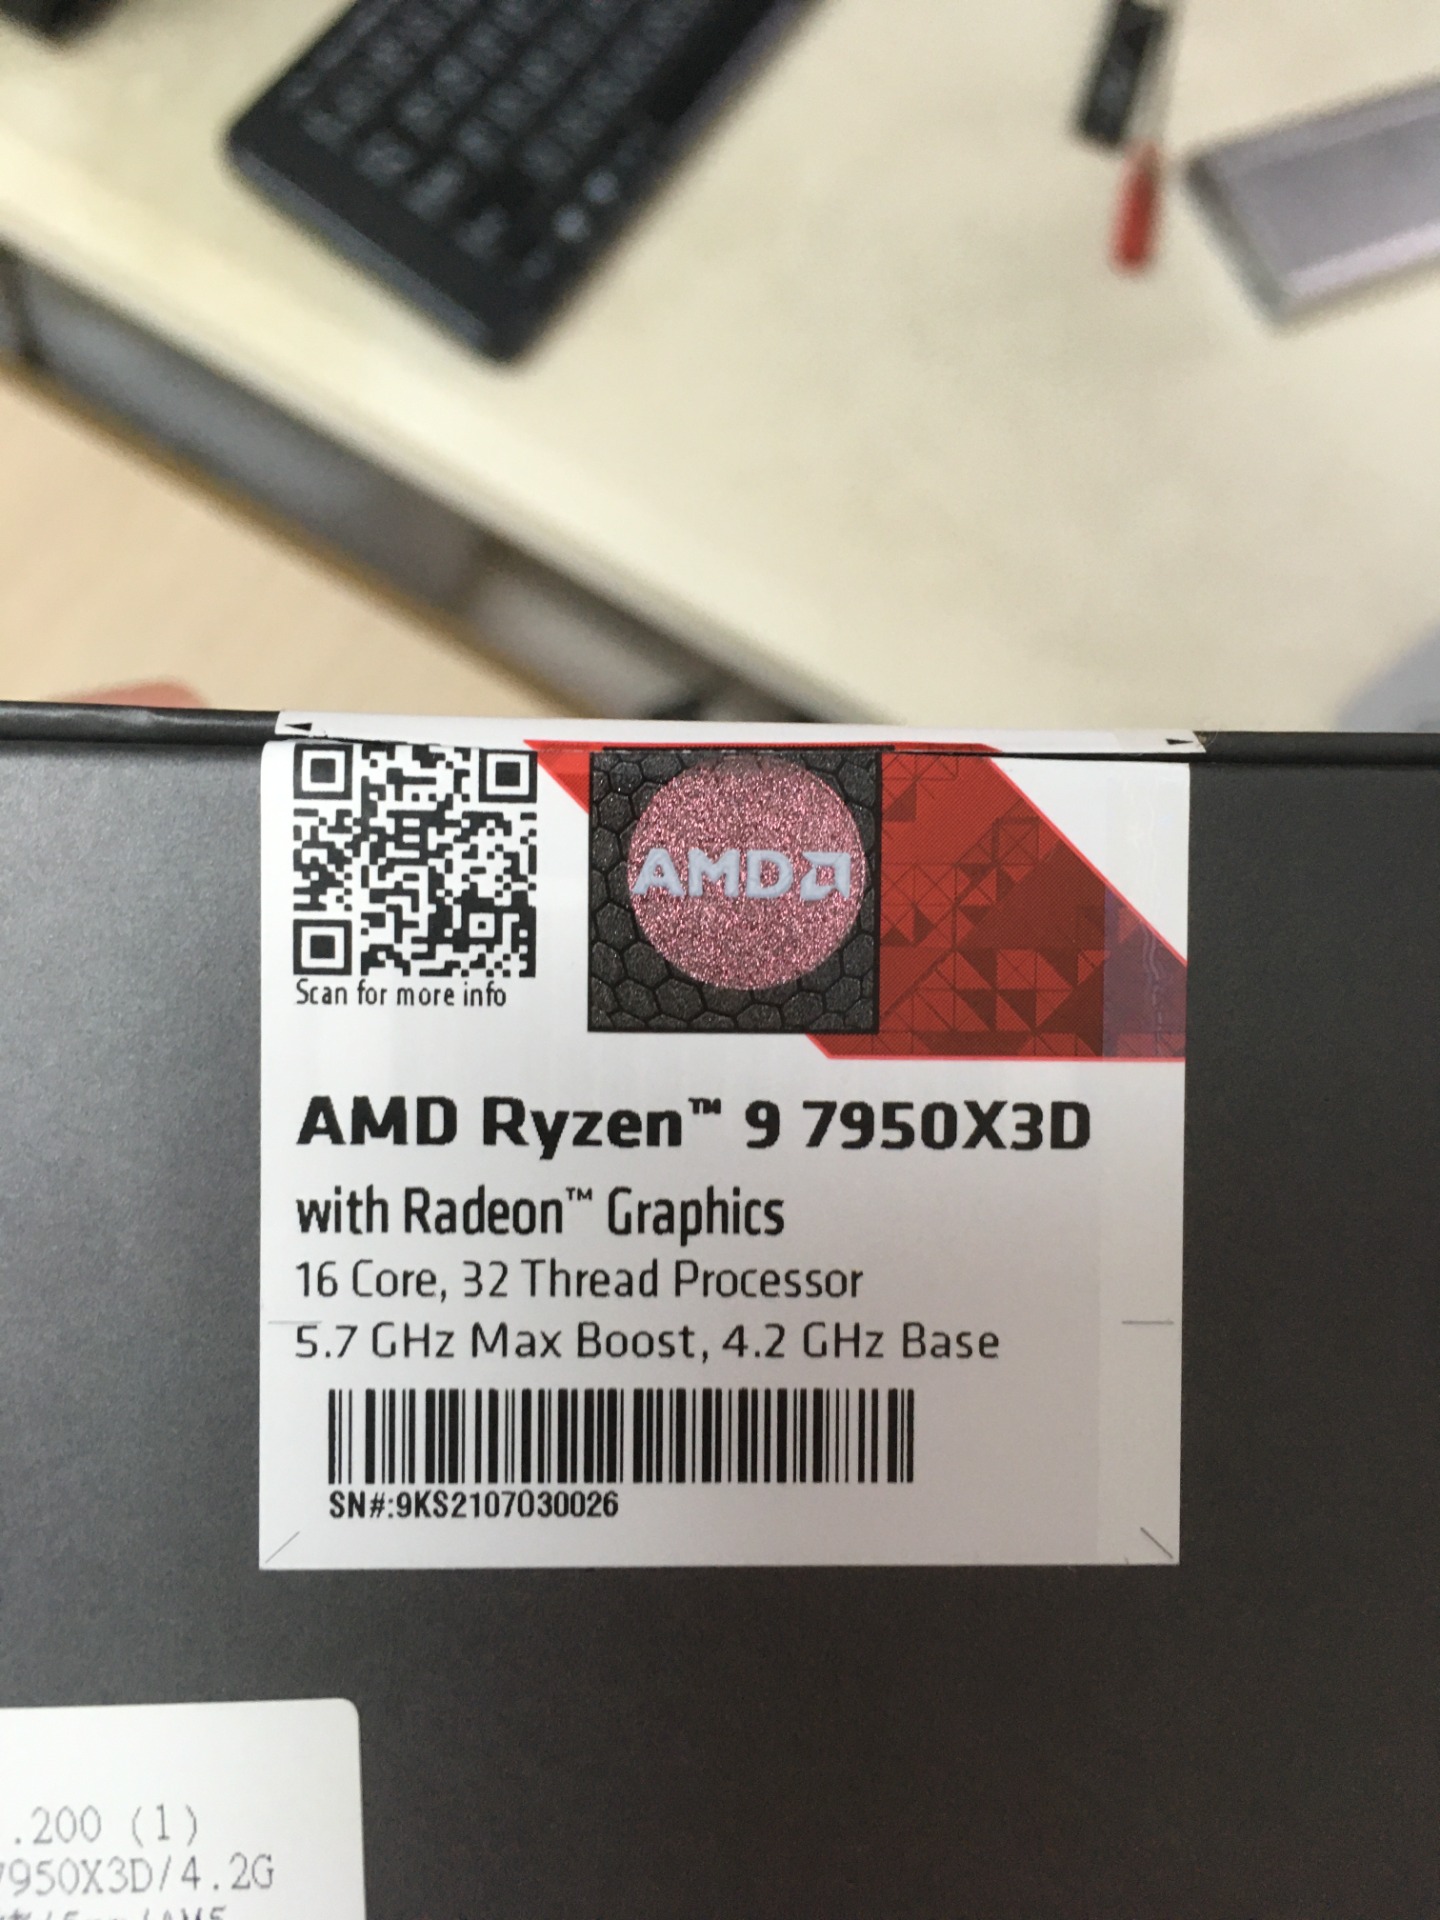 Scan for more info
AMD
AMD Ryzen™ 9 7950X3D
with Radeon™ Graphics
16 Core, 32 Thread Processor
5.7 GHz Max Boost, 4.2 GHz Base
SN#:9KS2107030026
.200 (1)
7950X3D/4.2G